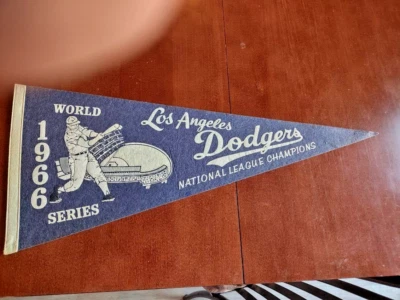 WORLD
1966
SERIES
Los Angeles
Dodgers
NATIONAL LEAGUE CHAMPIONS